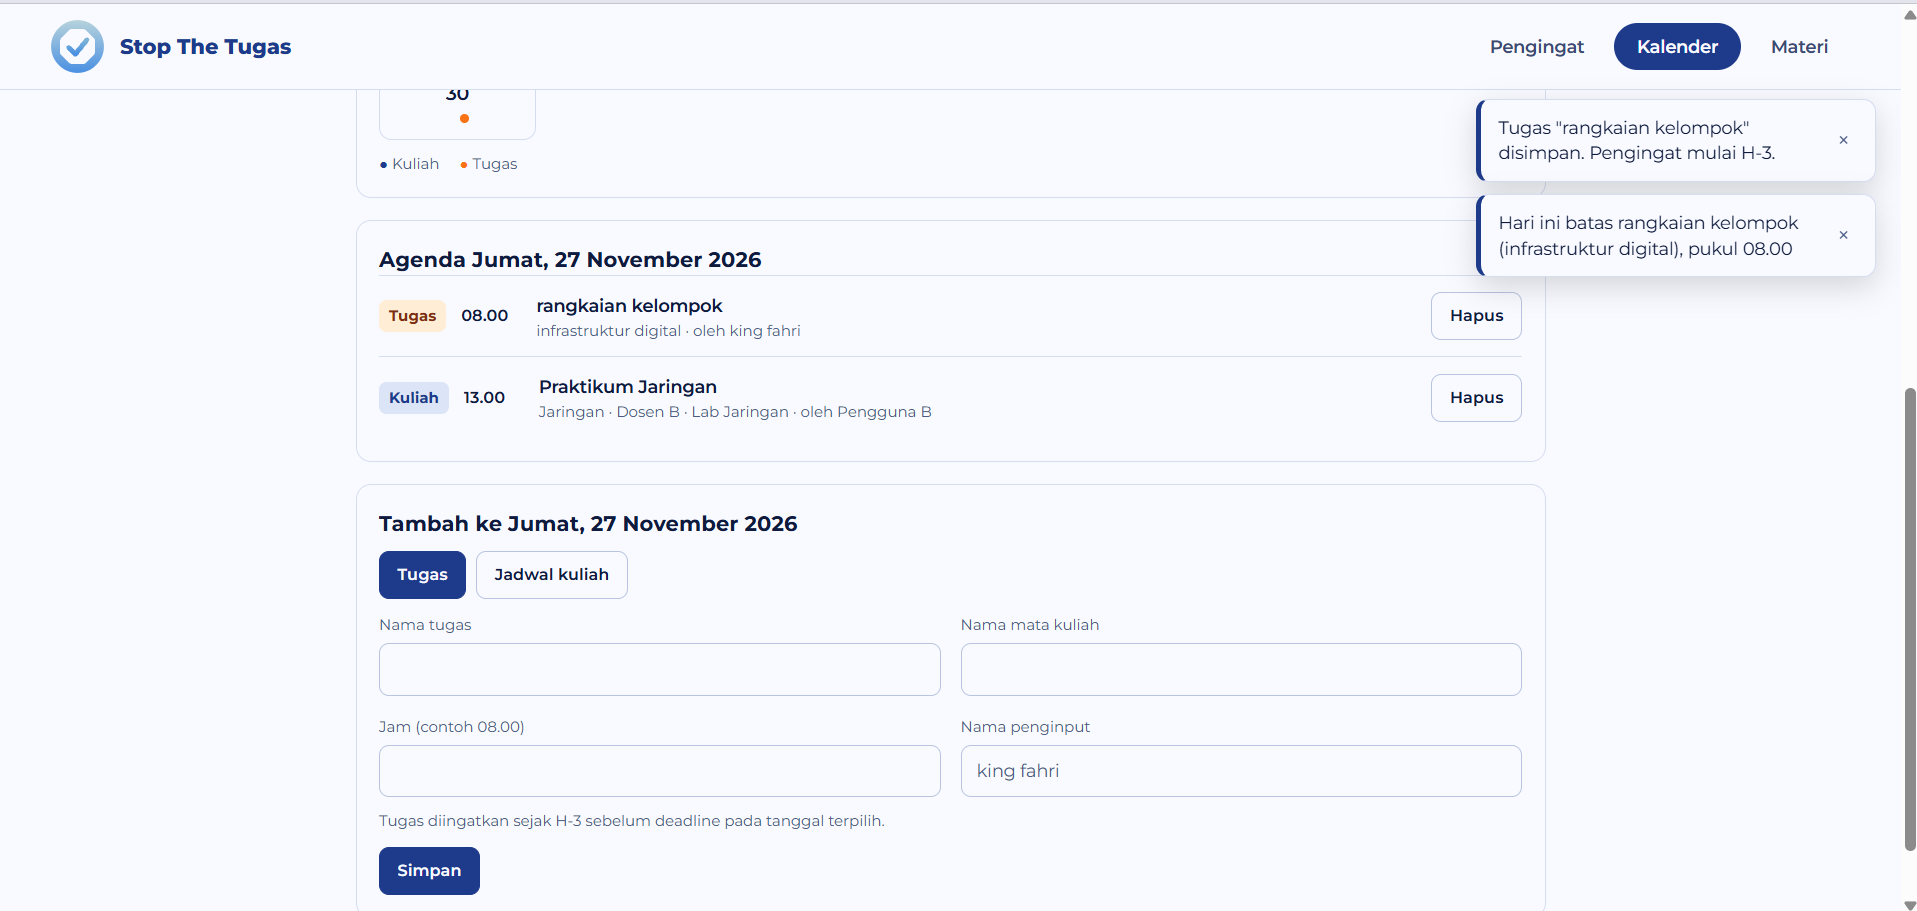 Stop The Tugas
Pengingat
Kalender
Materi
30
Kuliah
Tugas
Tugas "rangkaian kelompok"
disimpan. Pengingat mulai H-3.
×
Hari ini batas rangkaian kelompok
(infrastruktur digital), pukul 08.00
×
Agenda Jumat, 27 November 2026
Tugas
08.00
rangkaian kelompok
infrastruktur digital · oleh king fahri
Hapus
Kuliah
13.00
Praktikum Jaringan
Jaringan · Dosen B · Lab Jaringan · oleh Pengguna B
Hapus
Tambah ke Jumat, 27 November 2026
Tugas
Jadwal kuliah
Nama tugas
Nama mata kuliah
Jam (contoh 08.00)
Nama penginput
king fahri
Tugas diingatkan sejak H-3 sebelum deadline pada tanggal terpilih.
Simpan